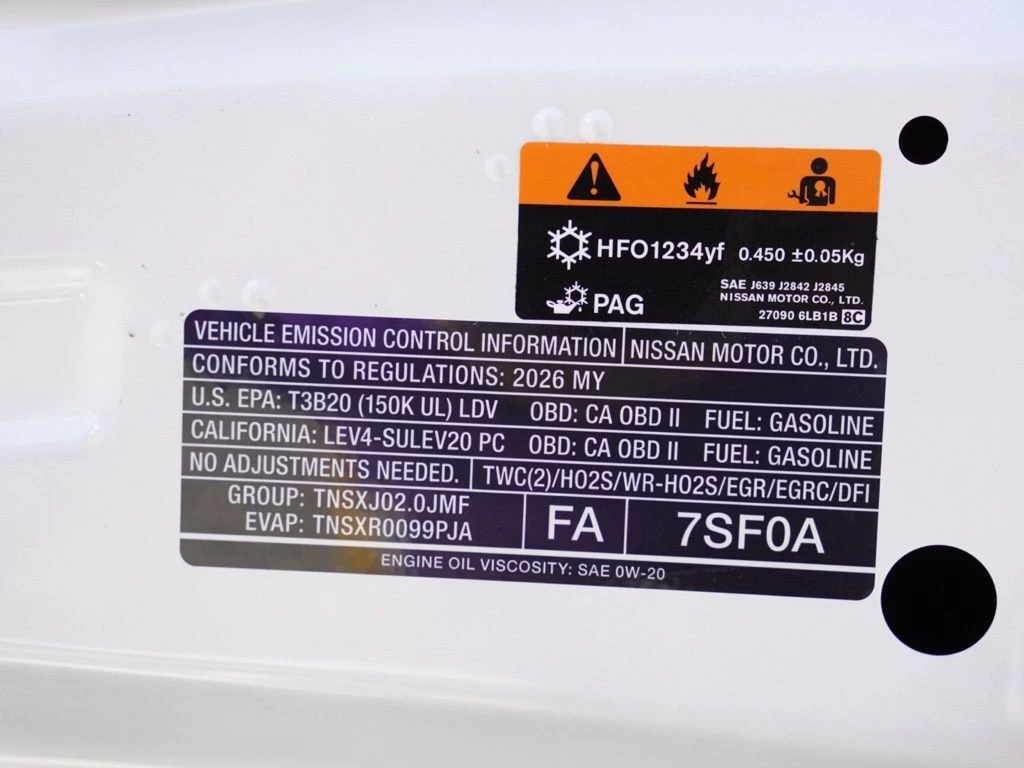 HFO1234yf 0.450 ±0.05Kg
PAG
SAE J639 J2842 J2845
NISSAN MOTOR CO., LTD.
27090 6LB1B 8C
VEHICLE EMISSION CONTROL INFORMATION NISSAN MOTOR CO., LTD.
CONFORMS TO REGULATIONS: 2026 MY
U.S. EPA: T3B20 (150K UL) LDV OBD: CA OBD II FUEL: GASOLINE
CALIFORNIA: LEV4-SULEV20 PC OBD: CA OBD II FUEL: GASOLINE
NO ADJUSTMENTS NEEDED. TWC(2)/HO2S/WR-HO2S/EGR/EGRC/DFI
GROUP: TNSXJ02.0JMF
EVAP: TNSXR0099PJA
FA 7SF0A
ENGINE OIL VISCOSITY: SAE 0W-20